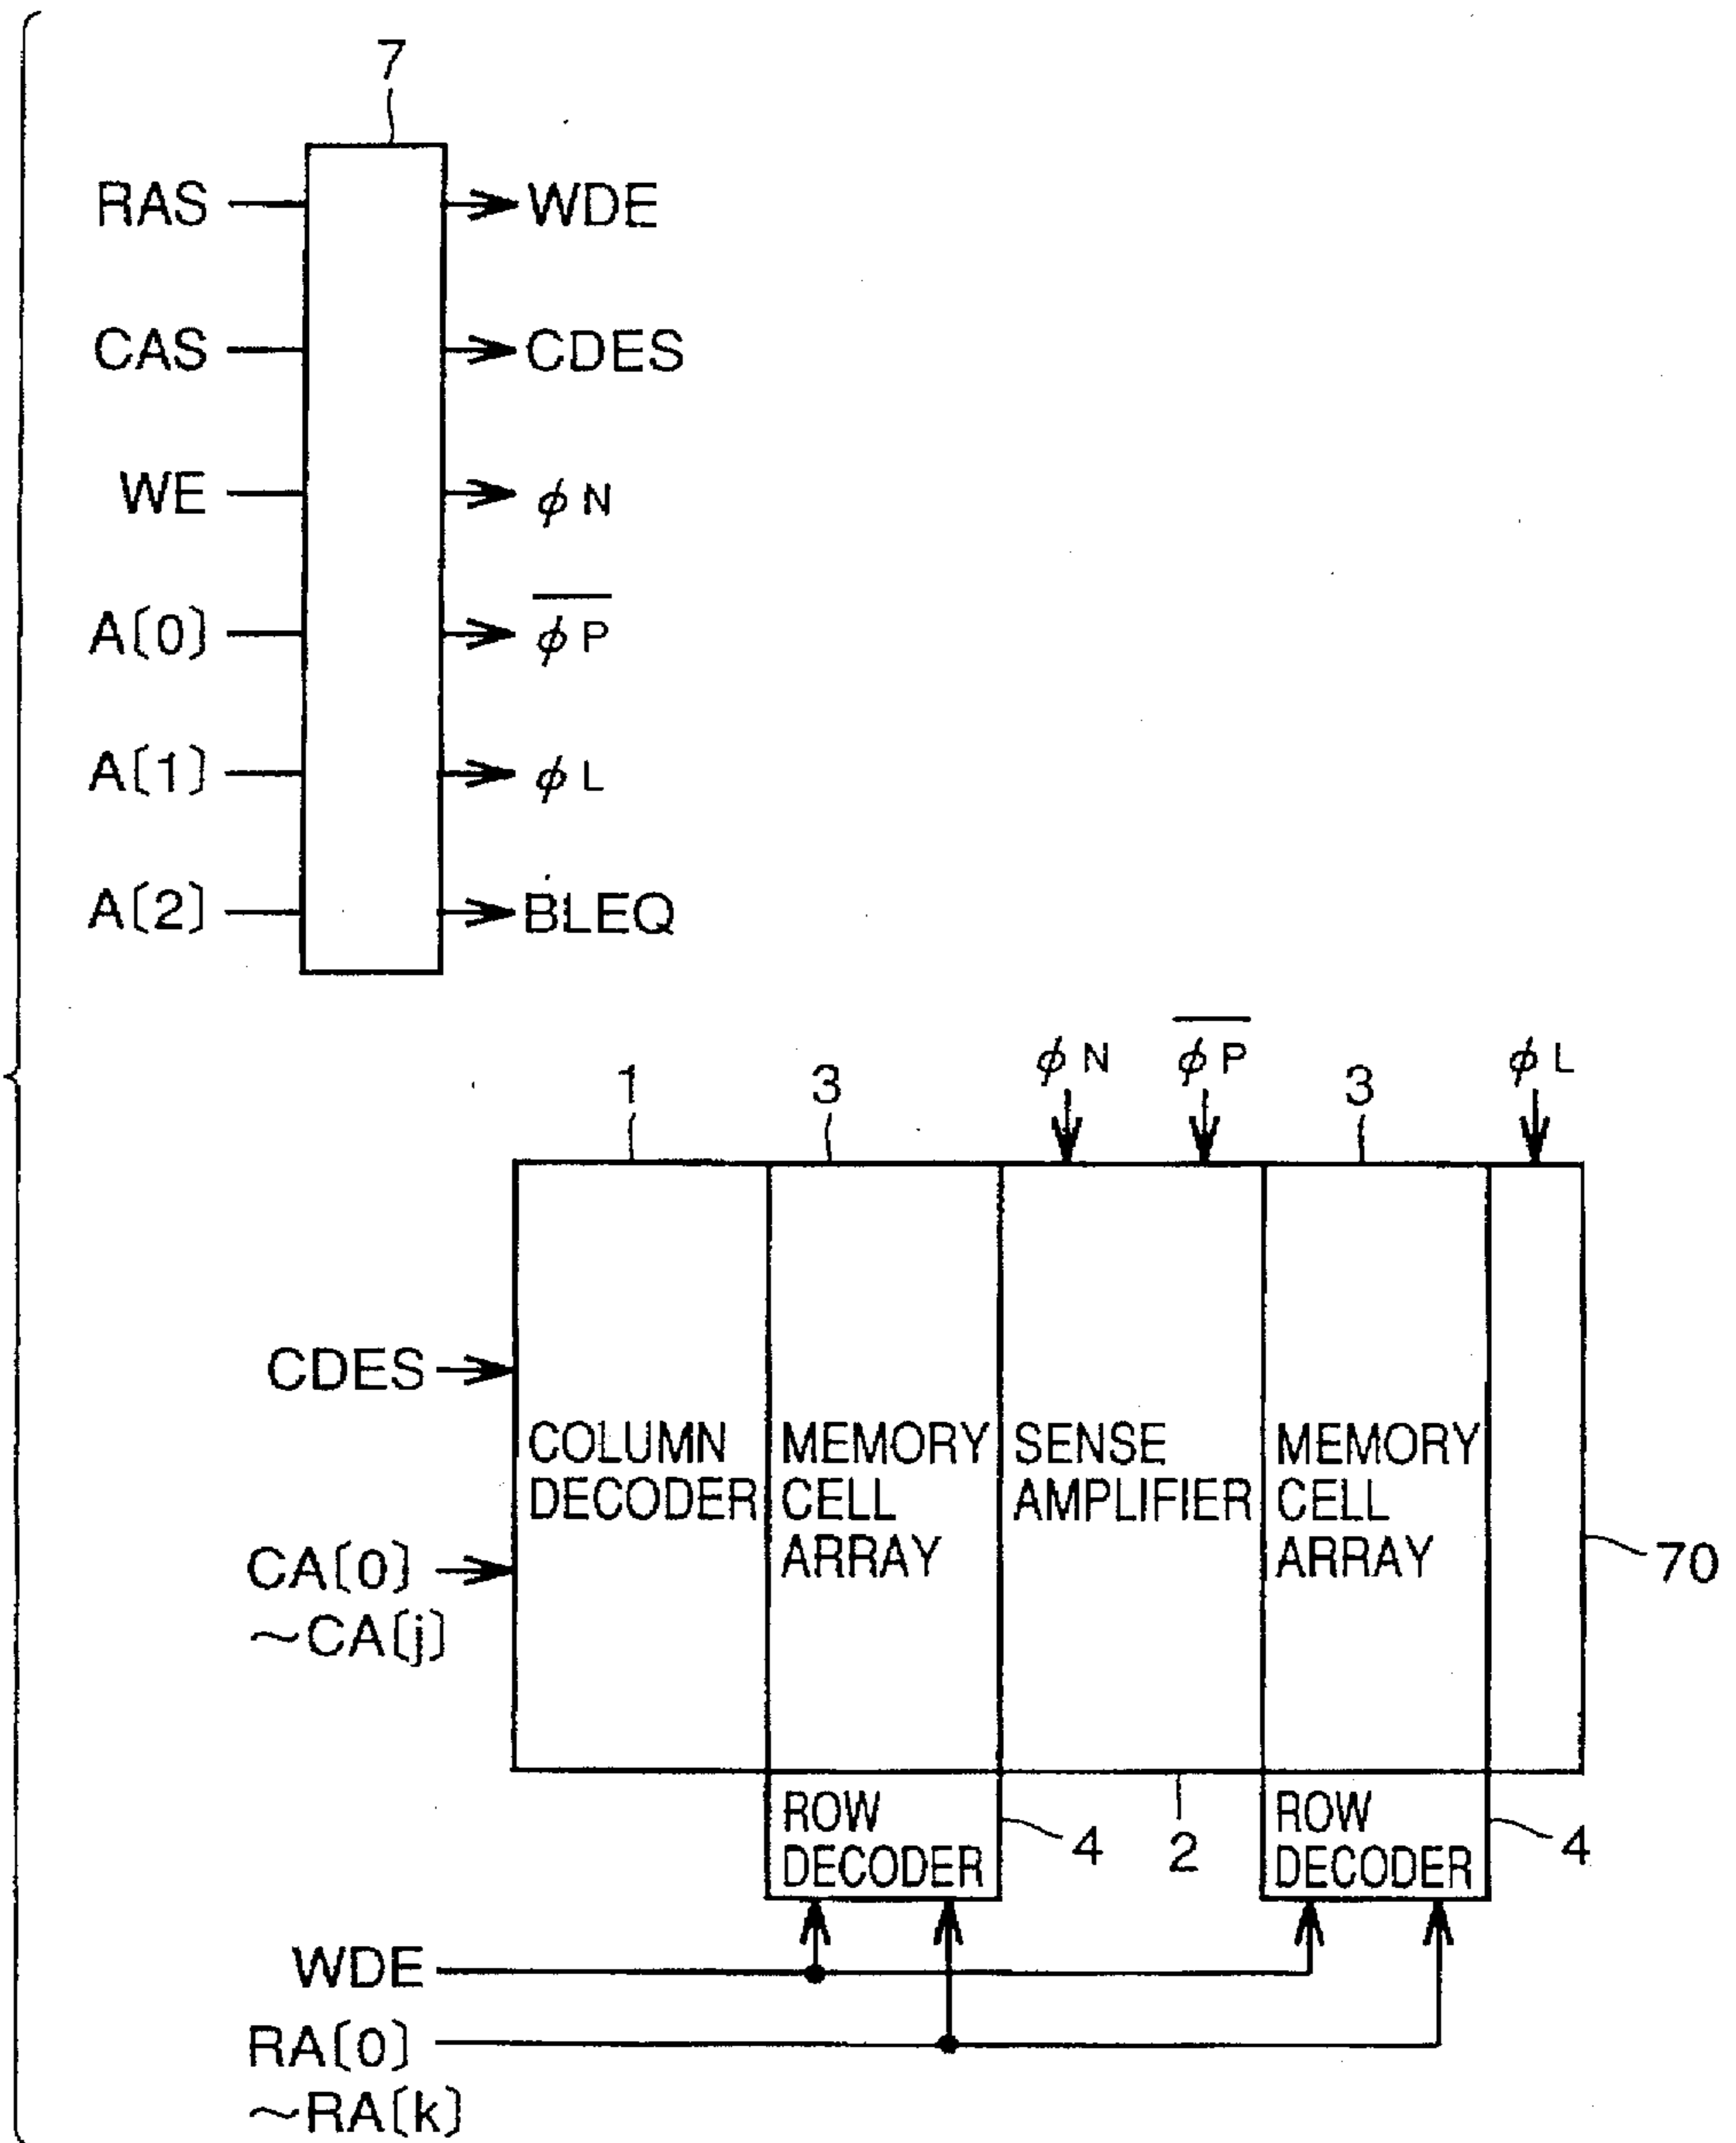 7
RAS
WDE
CAS
CDES
WE
φN
A[0]
φP̅
A[1]
φL
A[2]
BLEQ
φN
φP̅
φL
1
3
3
CDES
COLUMN
DECODER
MEMORY
CELL
ARRAY
SENSE
AMPLIFIER
MEMORY
CELL
ARRAY
70
CA[0]
~CA[j]
ROW
DECODER
4
2
ROW
DECODER
4
WDE
RA[0]
~RA[k]